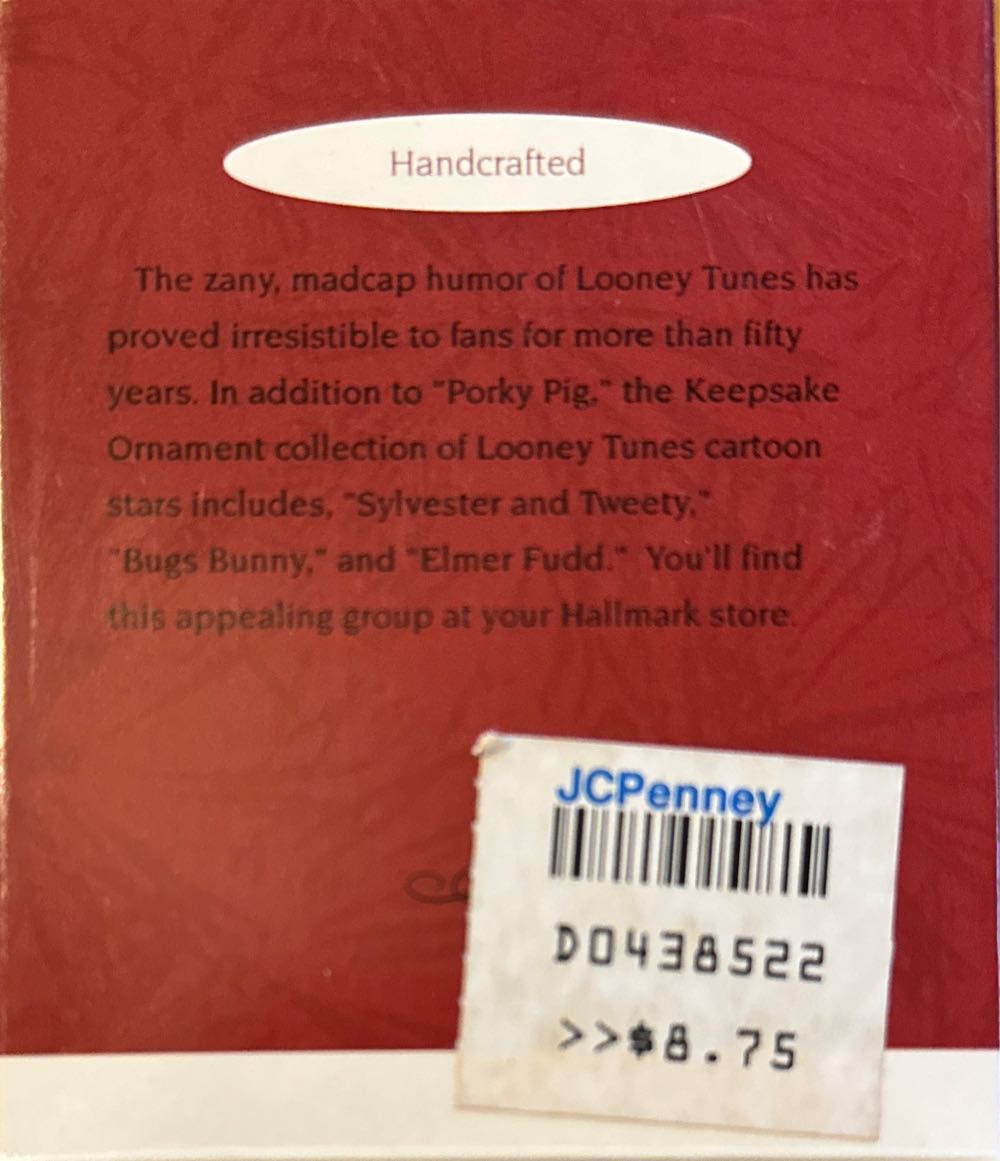 Handcrafted
The zany, madcap humor of Looney Tunes has
proved irresistible to fans for more than fifty
years. In addition to "Porky Pig," the Keepsake
Ornament collection of Looney Tunes cartoon
stars includes, "Sylvester and Tweety,"
"Bugs Bunny," and "Elmer Fudd." You'll find
this appealing group at your Hallmark store.
JCPenney
D0438522
>>$8.75